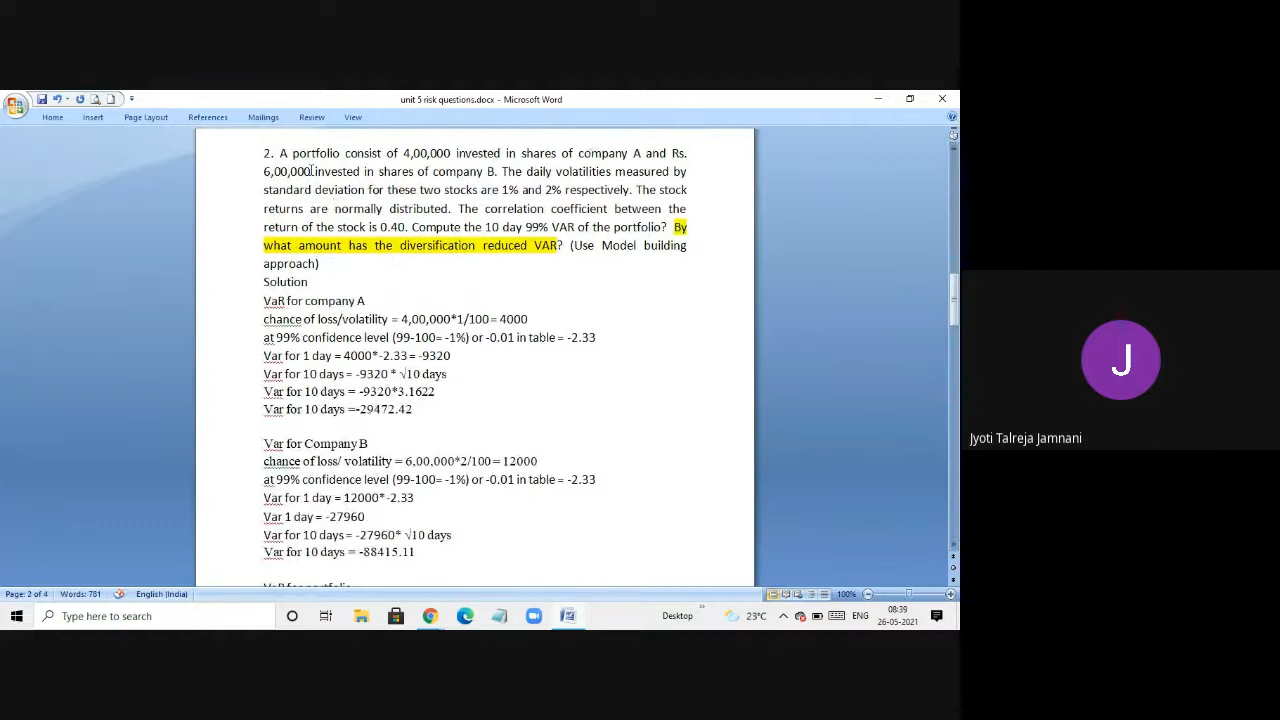 unit 5 risk questions.docx - Microsoft Word
Home Insert Page Layout References Mailings Review View
2. A portfolio consist of 4,00,000 invested in shares of company A and Rs.
6,00,000 invested in shares of company B. The daily volatilities measured by
standard deviation for these two stocks are 1% and 2% respectively. The stock
returns are normally distributed. The correlation coefficient between the
return of the stock is 0.40. Compute the 10 day 99% VAR of the portfolio? By
what amount has the diversification reduced VAR? (Use Model building
approach)
Solution
VaR for company A
chance of loss/volatility = 4,00,000*1/100 = 4000
at 99% confidence level (99-100= -1%) or -0.01 in table = -2.33
Var for 1 day = 4000*-2.33 = -9320
Var for 10 days = -9320 * √10 days
Var for 10 days = -9320*3.1622
Var for 10 days =-29472.42
Var for Company B
chance of loss/ volatility = 6,00,000*2/100 = 12000
at 99% confidence level (99-100= -1%) or -0.01 in table = -2.33
Var for 1 day = 12000*-2.33
Var 1 day = -27960
Var for 10 days = -27960* √10 days
Var for 10 days = -88415.11
VaR for portfolio
J
Jyoti Talreja Jamnani
Page: 2 of 4 Words: 781 English (India) 100%
Type here to search Desktop 23°C ENG 08:39
26-05-2021